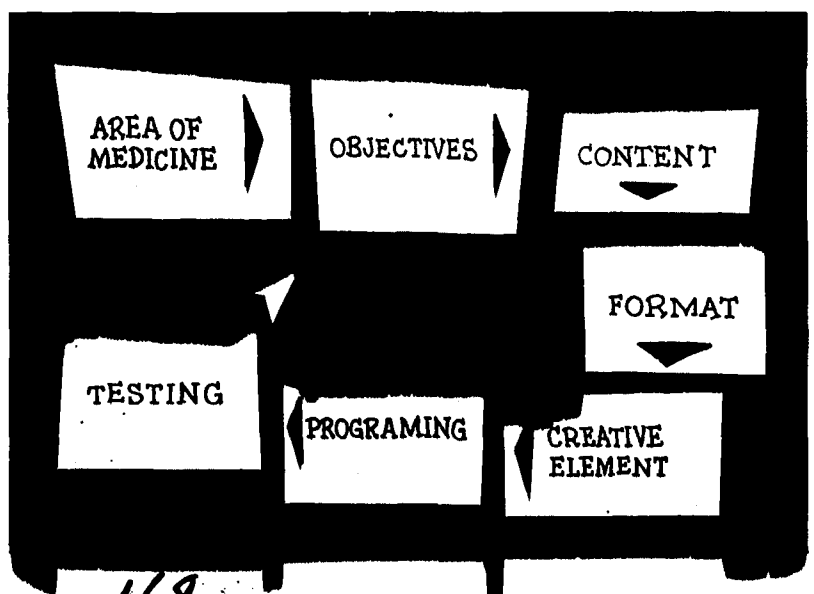 AREA OF
MEDICINE
OBJECTIVES
CONTENT
FORMAT
CREATIVE
ELEMENT
PROGRAMING
TESTING